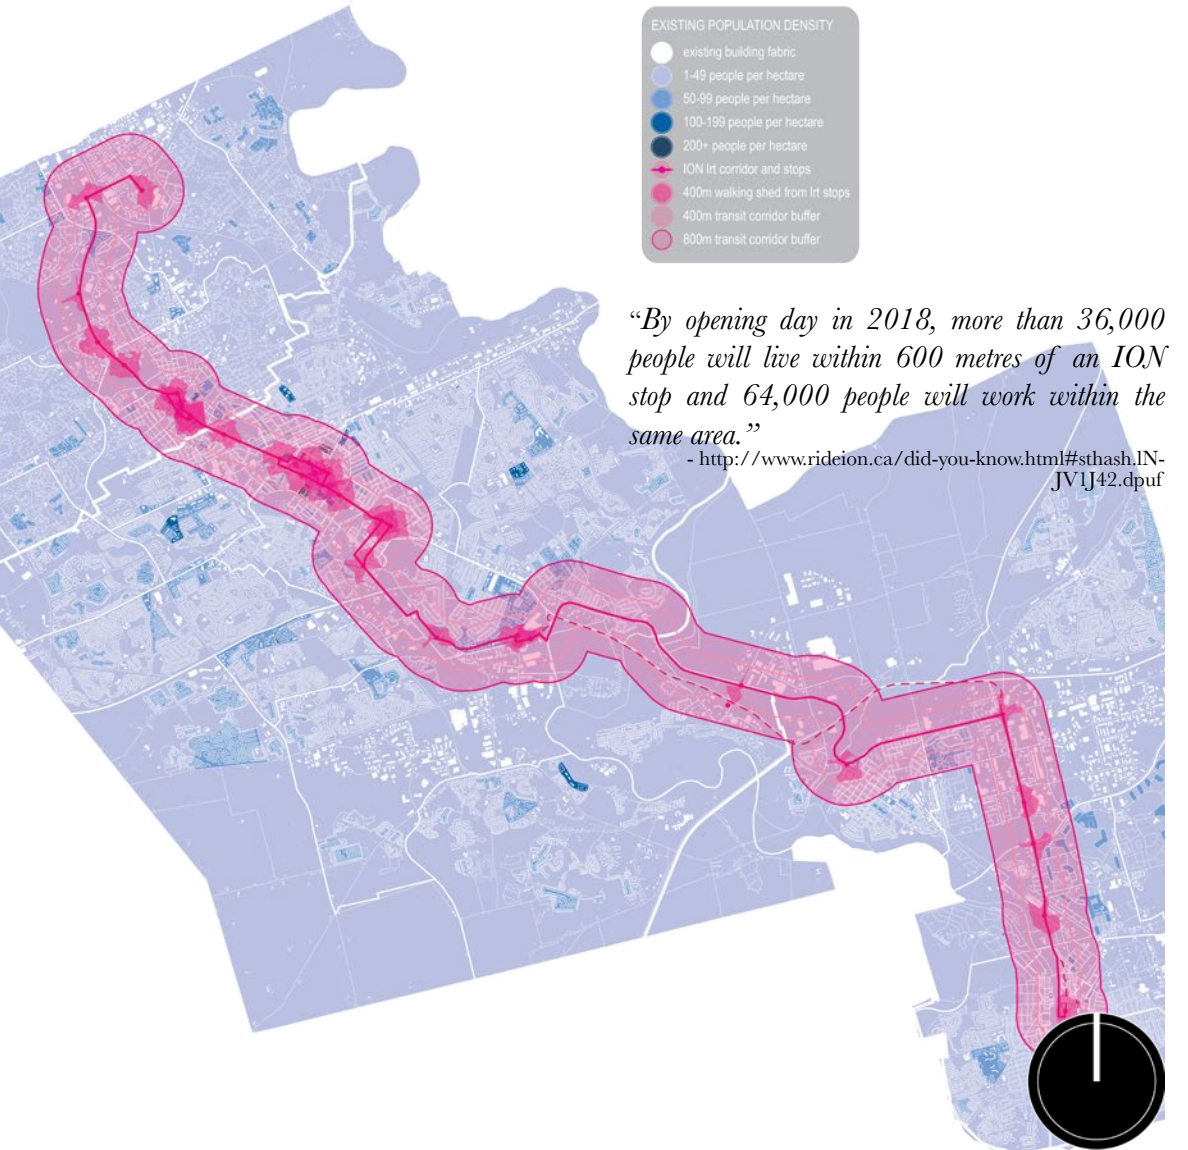 EXISTING POPULATION DENSITY
existing building fabric
1-49 people per hectare
50-99 people per hectare
100-199 people per hectare
200+ people per hectare
ION lrt corridor and stops
400m walking shed from lrt stops
400m transit corridor buffer
800m transit corridor buffer
“By opening day in 2018, more than 36,000
people will live within 600 metres of an ION
stop and 64,000 people will work within the
same area.”
- http://www.rideion.ca/did-you-know.html#sthash.lN-
JV1J42.dpuf